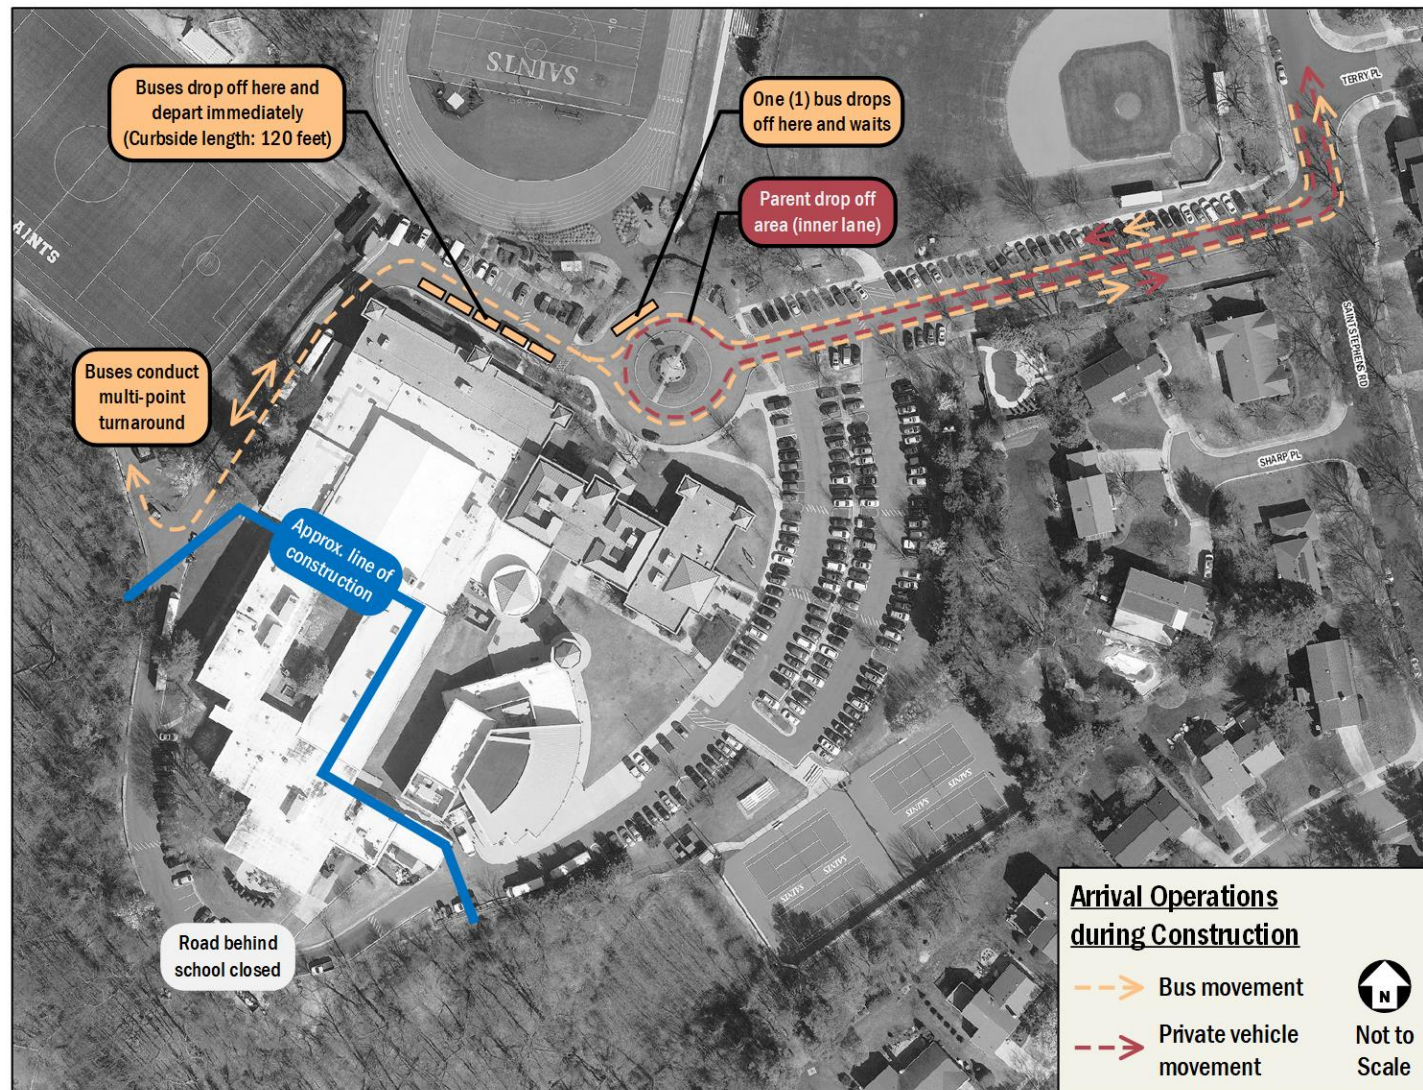 SAINTS
Buses drop off here and
depart immediately
(Curbside length: 120 feet)
One (1) bus drops
off here and waits
TERRY PL
Parent drop off
area (inner lane)
SAINTS
SAINT STEPHENS RD
Buses conduct
multi-point
turnaround
SHARP PL
Approx. line of
construction
SAINTS
SAINTS
SAINTS
SAINTS
Road behind
school closed
Arrival Operations
during Construction
Bus movement
Private vehicle
movement
N
Not to
Scale